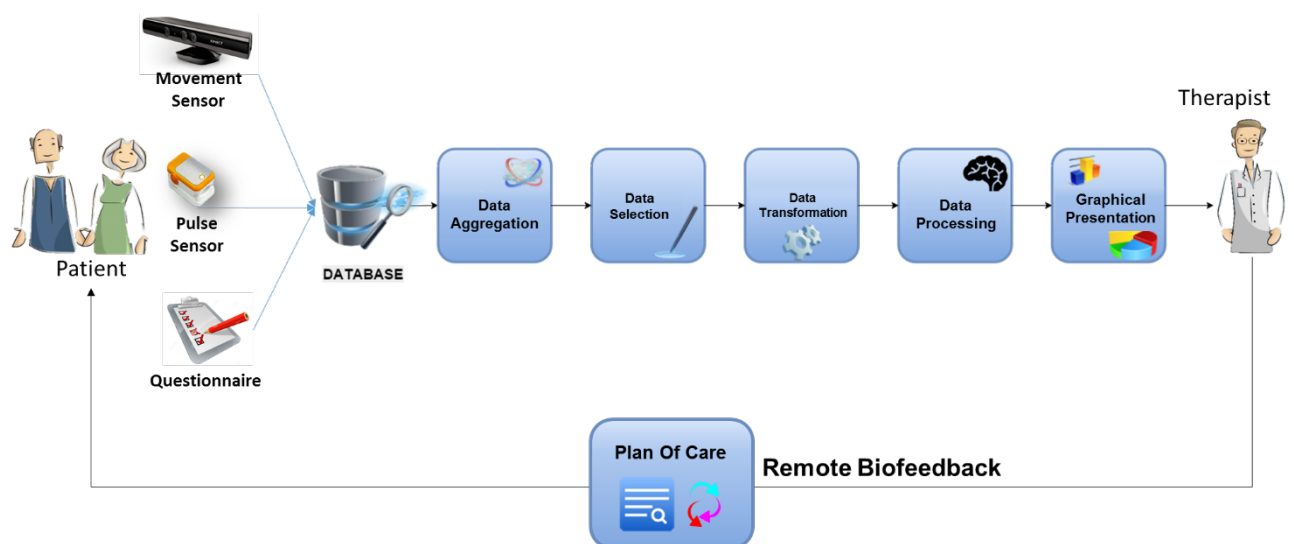 Movement
Sensor
Therapist
Pulse
Sensor
Patient
DATABASE
Questionnaire
Data
Aggregation
Data
Selection
Data
Transformation
Data
Processing
Graphical
Presentation
Plan Of Care
Remote Biofeedback